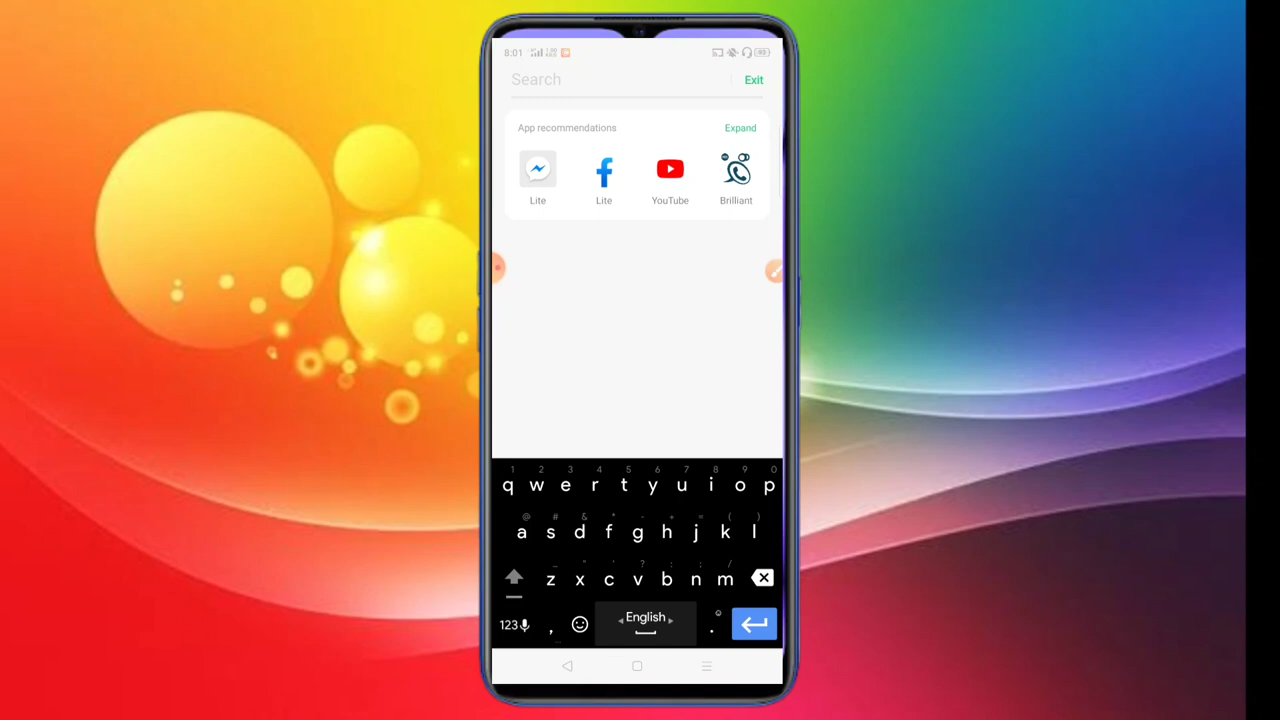 8:01
Search
Exit
App recommendations
Expand
Lite
Lite
YouTube
Brilliant
1 2 3 4 5 6 7 8 9 0
q w e r t y u i o p
@ # & * - + = ( )
a s d f g h j k l
_ " ' ? : ; /
z x c v b n m
123 , English .